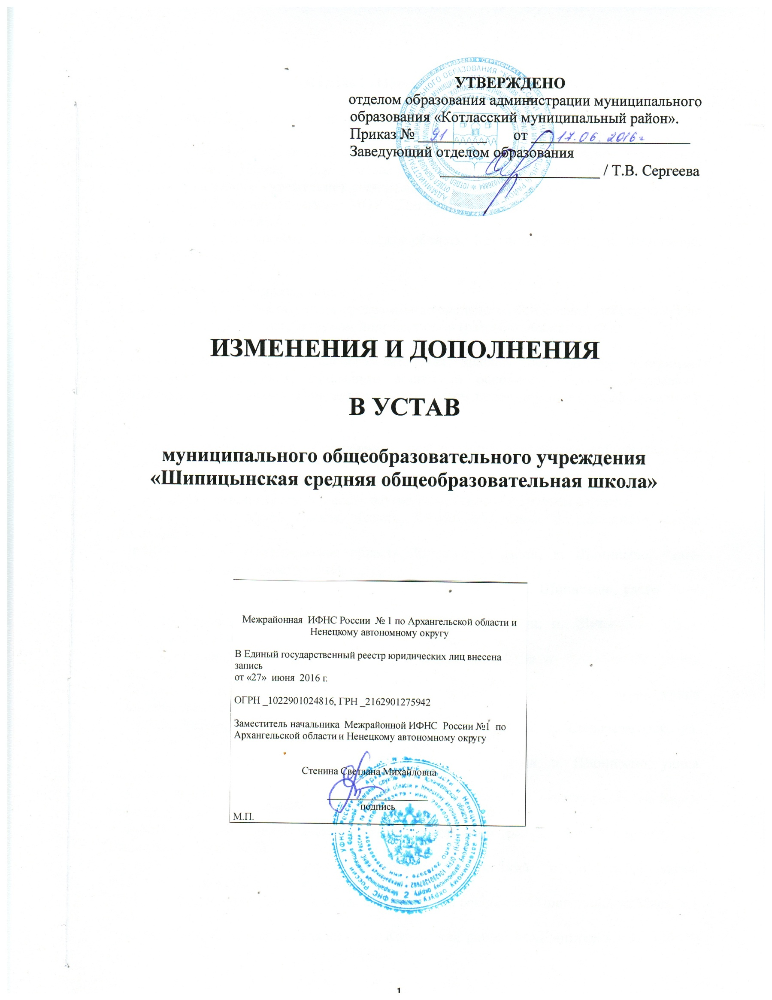 УТВЕРЖДЕНО
отделом образования администрации муниципального
образования «Котласский муниципальный район».
Приказ № 91 от 17.06.2016г
Заведующий отделом образования
/ Т.В. Сергеева
ИЗМЕНЕНИЯ И ДОПОЛНЕНИЯ
В УСТАВ
муниципального общеобразовательного учреждения
«Шипицынская средняя общеобразовательная школа»
Межрайонная ИФНС России № 1 по Архангельской области и
Ненецкому автономному округу
В Единый государственный реестр юридических лиц внесена
запись
от «27» июня 2016 г.
ОГРН _1022901024816, ГРН _2162901275942
Заместитель начальника Межрайонной ИФНС России №1 по
Архангельской области и Ненецкому автономному округу
Стенина Светлана Михайловна
подпись
М.П.
1